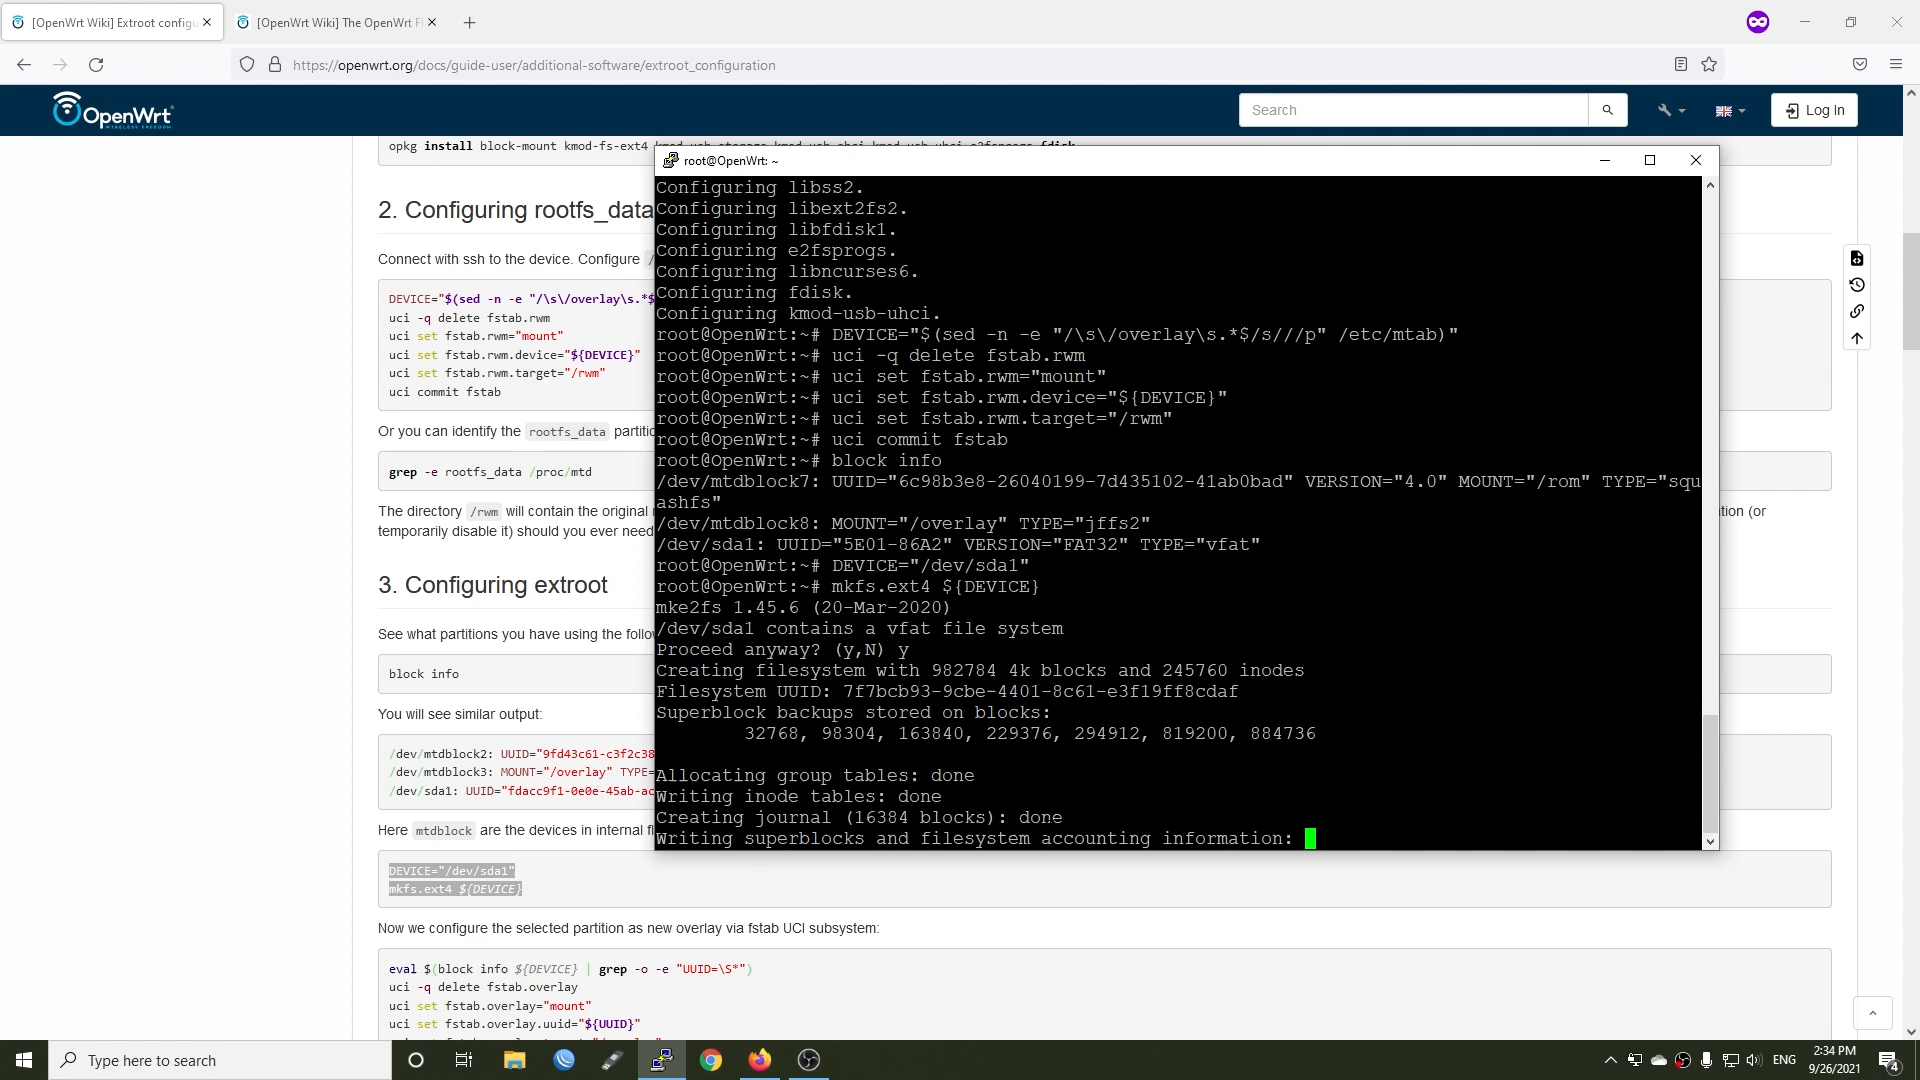 [OpenWrt Wiki] Extroot configu
[OpenWrt Wiki] The OpenWrt F
https://openwrt.org/docs/guide-user/additional-software/extroot_configuration
OpenWrt
WIRELESS FREEDOM
Search
Log In
opkg install block-mount kmod-fs-ext4 kmod-usb-storage kmod-usb-ohci kmod-usb-uhci e2fsprogs fdisk
2. Configuring rootfs_data
Connect with ssh to the device. Configure /
DEVICE="$(sed -n -e "/\s\/overlay\s.*$
uci -q delete fstab.rwm
uci set fstab.rwm="mount"
uci set fstab.rwm.device="${DEVICE}"
uci set fstab.rwm.target="/rwm"
uci commit fstab
Or you can identify the rootfs_data partitio
grep -e rootfs_data /proc/mtd
The directory /rwm will contain the original
tion (or
temporarily disable it) should you ever need
3. Configuring extroot
See what partitions you have using the follo
block info
You will see similar output:
/dev/mtdblock2: UUID="9fd43c61-c3f2c38
/dev/mtdblock3: MOUNT="/overlay" TYPE=
/dev/sda1: UUID="fdacc9f1-0e0e-45ab-ac
Here mtdblock are the devices in internal fl
DEVICE="/dev/sda1"
mkfs.ext4 ${DEVICE}
Now we configure the selected partition as new overlay via fstab UCI subsystem:
eval $(block info ${DEVICE} | grep -o -e "UUID=\S*")
uci -q delete fstab.overlay
uci set fstab.overlay="mount"
uci set fstab.overlay.uuid="${UUID}"
root@OpenWrt: ~
Configuring libss2.
Configuring libext2fs2.
Configuring libfdisk1.
Configuring e2fsprogs.
Configuring libncurses6.
Configuring fdisk.
Configuring kmod-usb-uhci.
root@OpenWrt:~# DEVICE="$(sed -n -e "/\s\/overlay\s.*$/s///p" /etc/mtab)"
root@OpenWrt:~# uci -q delete fstab.rwm
root@OpenWrt:~# uci set fstab.rwm="mount"
root@OpenWrt:~# uci set fstab.rwm.device="${DEVICE}"
root@OpenWrt:~# uci set fstab.rwm.target="/rwm"
root@OpenWrt:~# uci commit fstab
root@OpenWrt:~# block info
/dev/mtdblock7: UUID="6c98b3e8-26040199-7d435102-41ab0bad" VERSION="4.0" MOUNT="/rom" TYPE="squ
ashfs"
/dev/mtdblock8: MOUNT="/overlay" TYPE="jffs2"
/dev/sda1: UUID="5E01-86A2" VERSION="FAT32" TYPE="vfat"
root@OpenWrt:~# DEVICE="/dev/sda1"
root@OpenWrt:~# mkfs.ext4 ${DEVICE}
mke2fs 1.45.6 (20-Mar-2020)
/dev/sda1 contains a vfat file system
Proceed anyway? (y,N) y
Creating filesystem with 982784 4k blocks and 245760 inodes
Filesystem UUID: 7f7bcb93-9cbe-4401-8c61-e3f19ff8cdaf
Superblock backups stored on blocks:
32768, 98304, 163840, 229376, 294912, 819200, 884736
Allocating group tables: done
Writing inode tables: done
Creating journal (16384 blocks): done
Writing superblocks and filesystem accounting information:
Type here to search
ENG
2:34 PM
9/26/2021
4